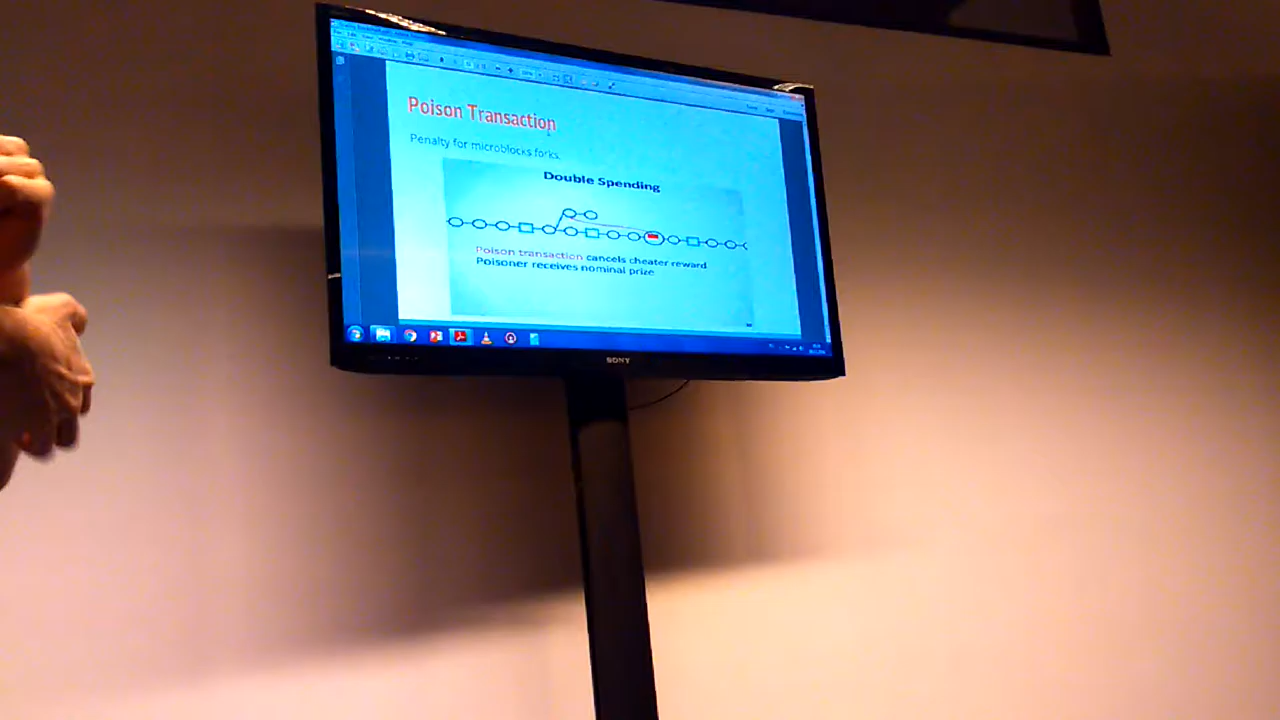 Poison Transaction
Penalty for microblocks forks.
Double Spending
Poison transaction cancels cheater reward
Poisoner receives nominal prize
SONY